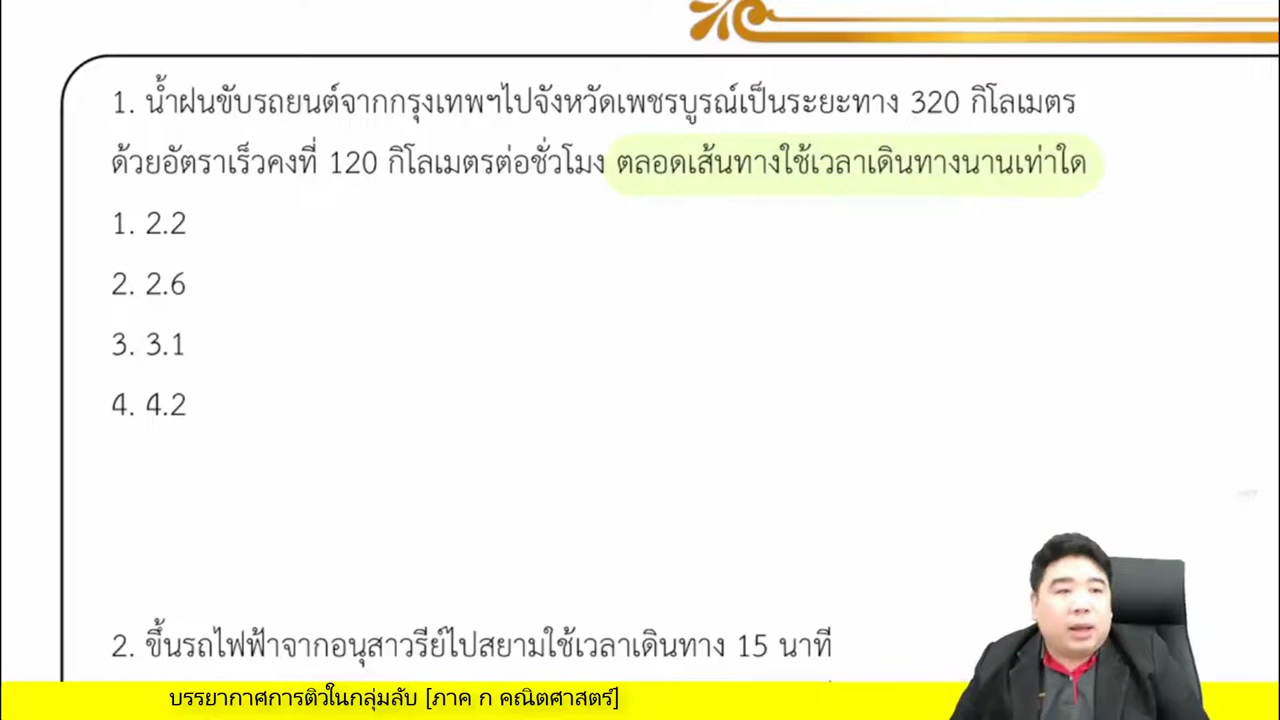 1. น้ำฝนขับรถยนต์จากกรุงเทพฯไปจังหวัดเพชรบูรณ์เป็นระยะทาง 320 กิโลเมตร
ด้วยอัตราเร็วคงที่ 120 กิโลเมตรต่อชั่วโมง ตลอดเส้นทางใช้เวลาเดินทางนานเท่าใด
1. 2.2
2. 2.6
3. 3.1
4. 4.2
2. ขึ้นรถไฟฟ้าจากอนุสาวรีย์ไปสยามใช้เวลาเดินทาง 15 นาที
บรรยากาศการติวในกลุ่มลับ [ภาค ก คณิตศาสตร์]